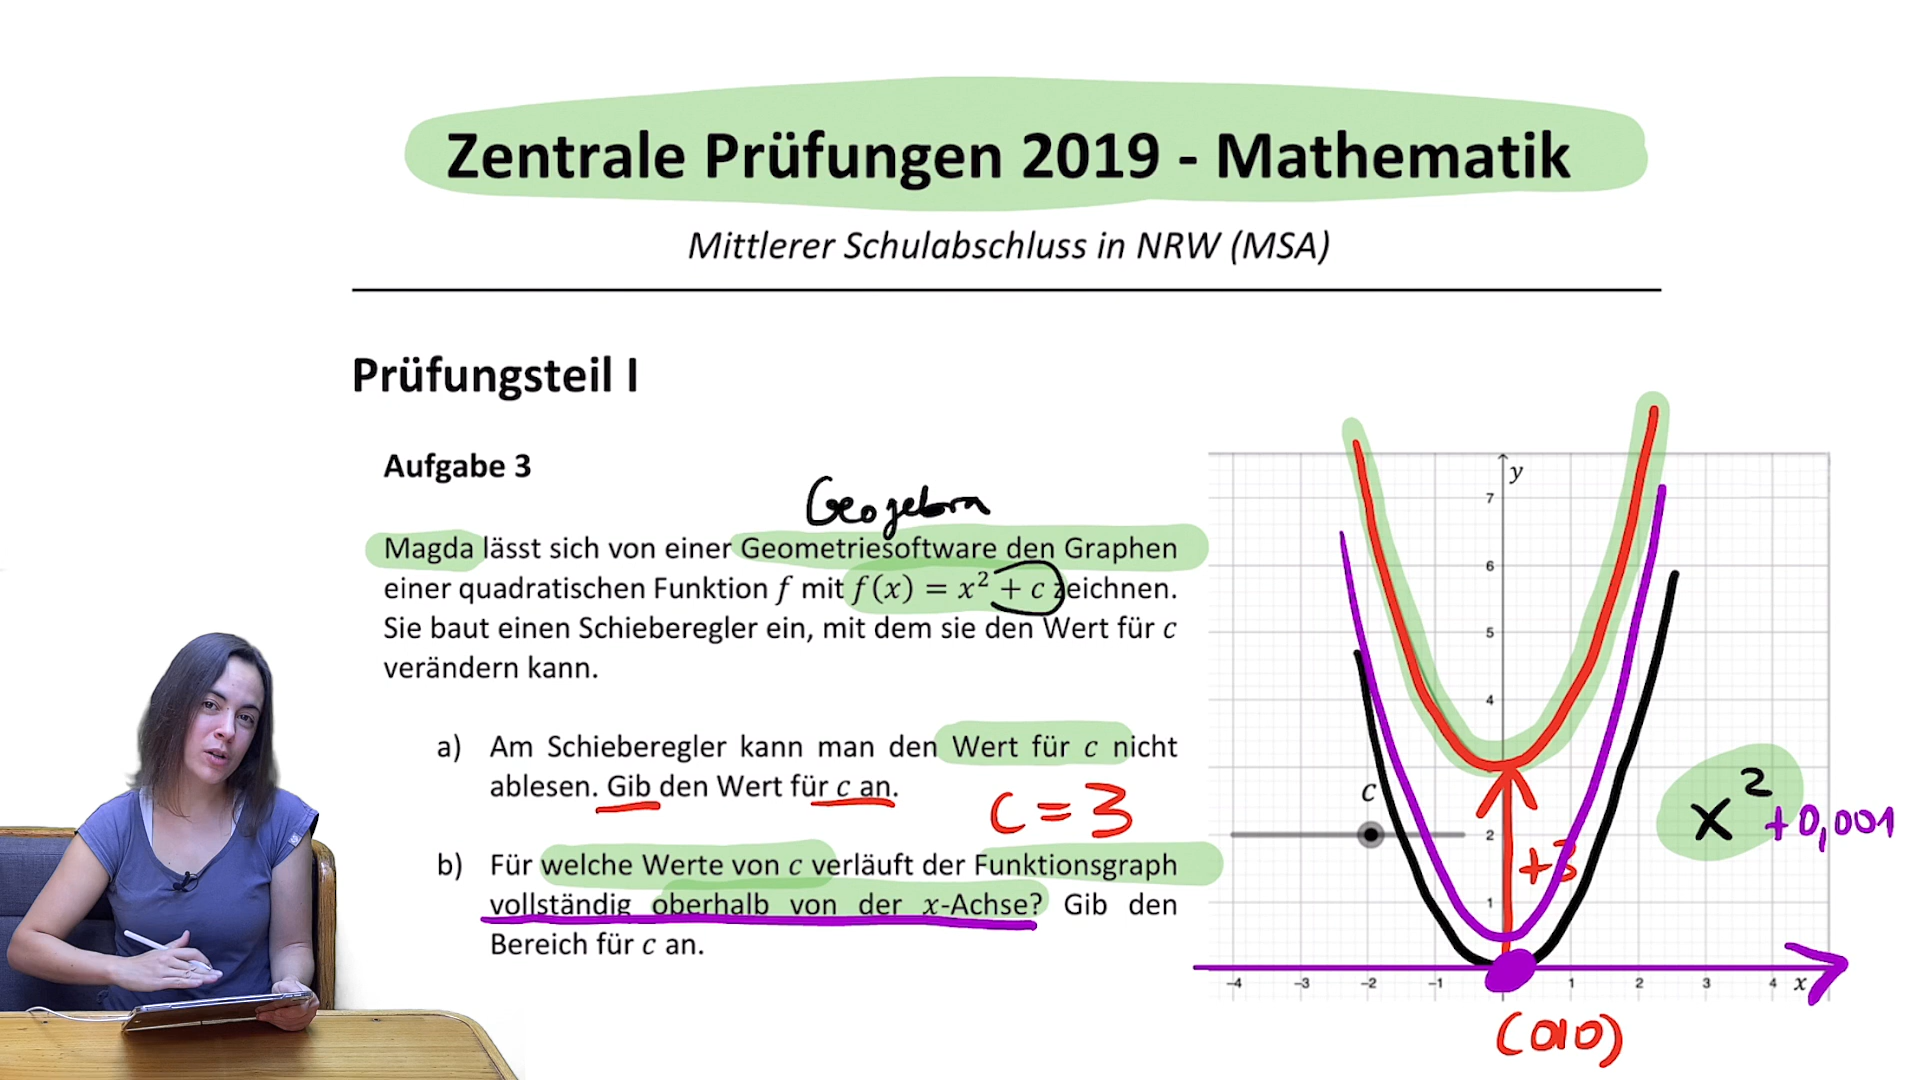 Zentrale Prüfungen 2019 - Mathematik
Mittlerer Schulabschluss in NRW (MSA)
Prüfungsteil I
Aufgabe 3
Geogebra
Magda lässt sich von einer Geometriesoftware den Graphen
einer quadratischen Funktion f mit f(x) = x² + c zeichnen.
Sie baut einen Schieberegler ein, mit dem sie den Wert für c
verändern kann.
a) Am Schieberegler kann man den Wert für c nicht
ablesen. Gib den Wert für c an.
c = 3
b) Für welche Werte von c verläuft der Funktionsgraph
vollständig oberhalb von der x-Achse? Gib den
Bereich für c an.
y
7
6
5
4
c
2
1
+3
x² +0,001
-4 -3 -2 -1 1 2 3 4 x
(0|0)